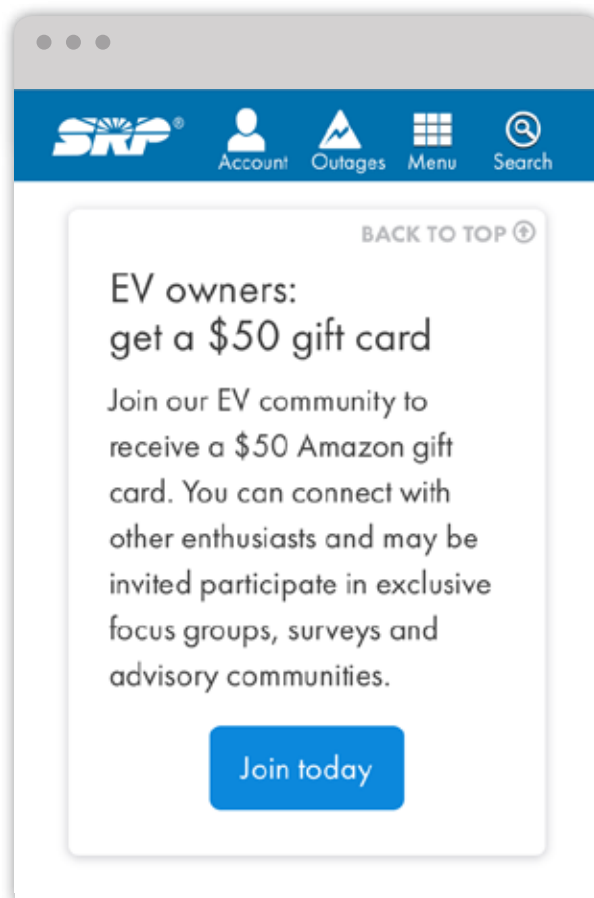 SRP®
Account Outages Menu Search
BACK TO TOP
EV owners:
get a $50 gift card
Join our EV community to
receive a $50 Amazon gift
card. You can connect with
other enthusiasts and may be
invited participate in exclusive
focus groups, surveys and
advisory communities.
Join today